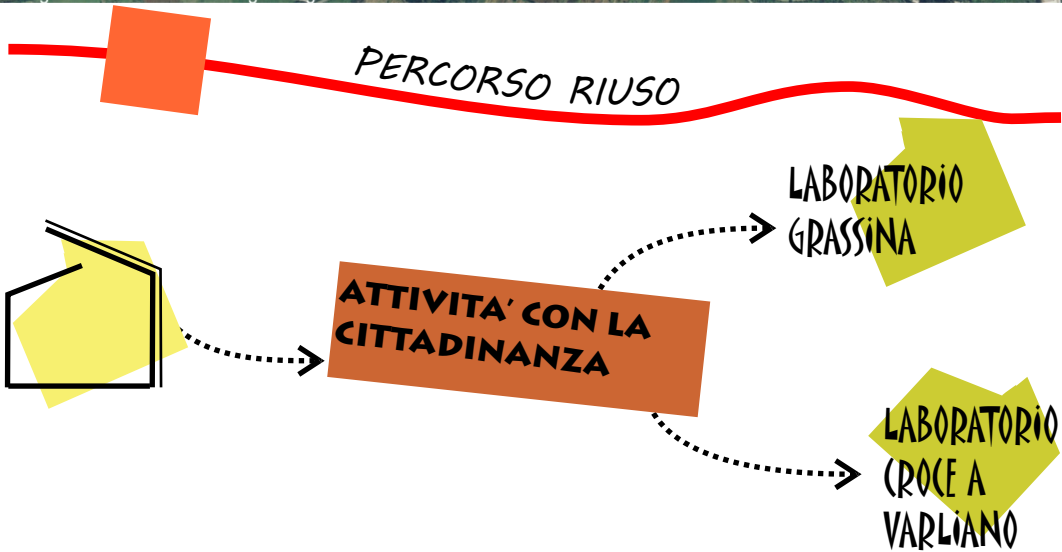 PERCORSO RIUSO
LABORATORiO
GRASSiNA
ATTIVITA' CON LA
CITTADINANZA
LABORATORiO
CROCE A
VARLiANO